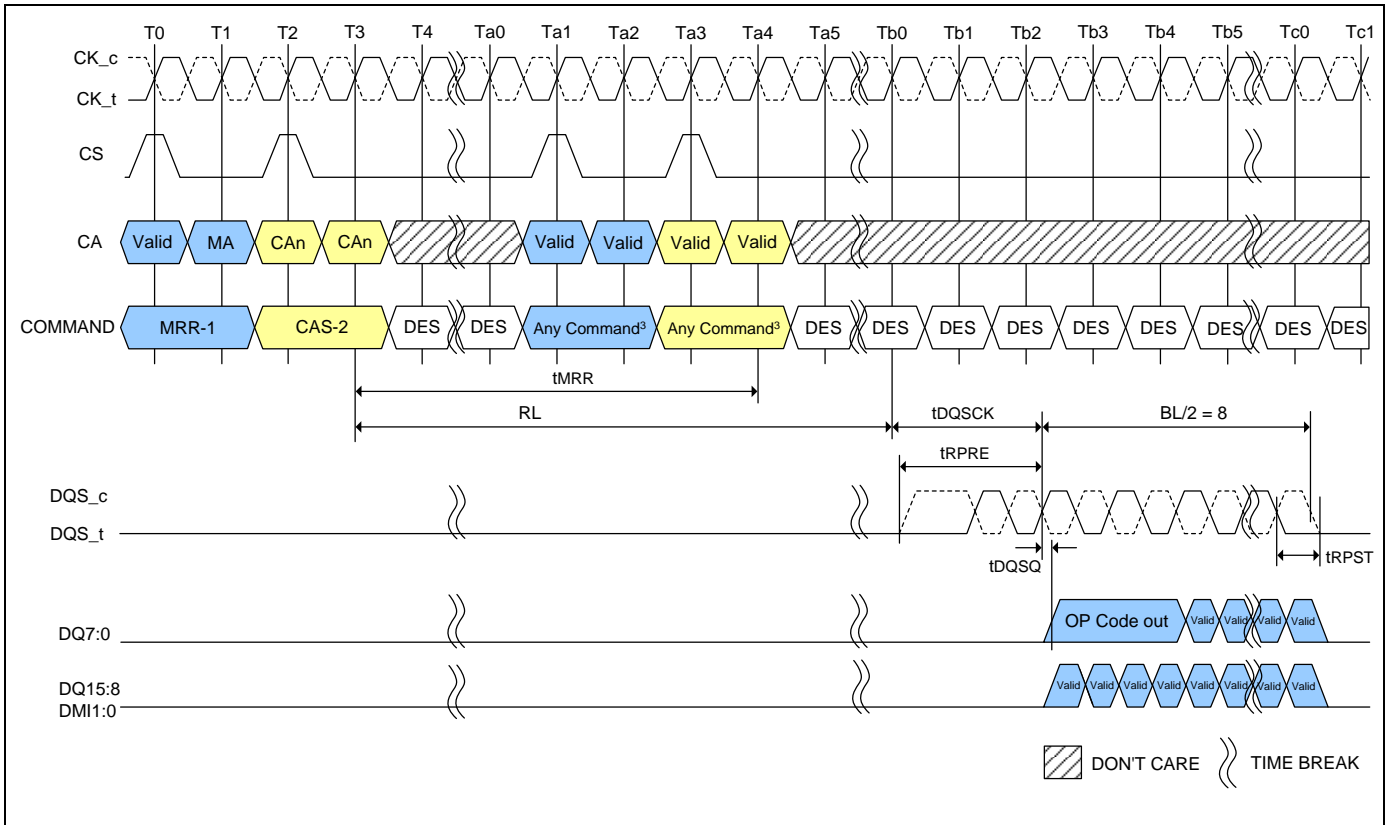 T0 T1 T2 T3 T4 Ta0 Ta1 Ta2 Ta3 Ta4 Ta5 Tb0 Tb1 Tb2 Tb3 Tb4 Tb5 Tc0 Tc1
CK_c
CK_t
CS
CA Valid MA CAn CAn Valid Valid Valid Valid
COMMAND MRR-1 CAS-2 DES DES Any Command³ Any Command³ DES DES DES DES DES DES DES DES DES
tMRR
RL tDQSCK BL/2 = 8
tRPRE
DQS_c
DQS_t
tDQSQ tRPST
DQ7:0 OP Code out Valid Valid Valid Valid
DQ15:8 Valid Valid Valid Valid Valid Valid Valid Valid
DMI1:0
DON'T CARE TIME BREAK